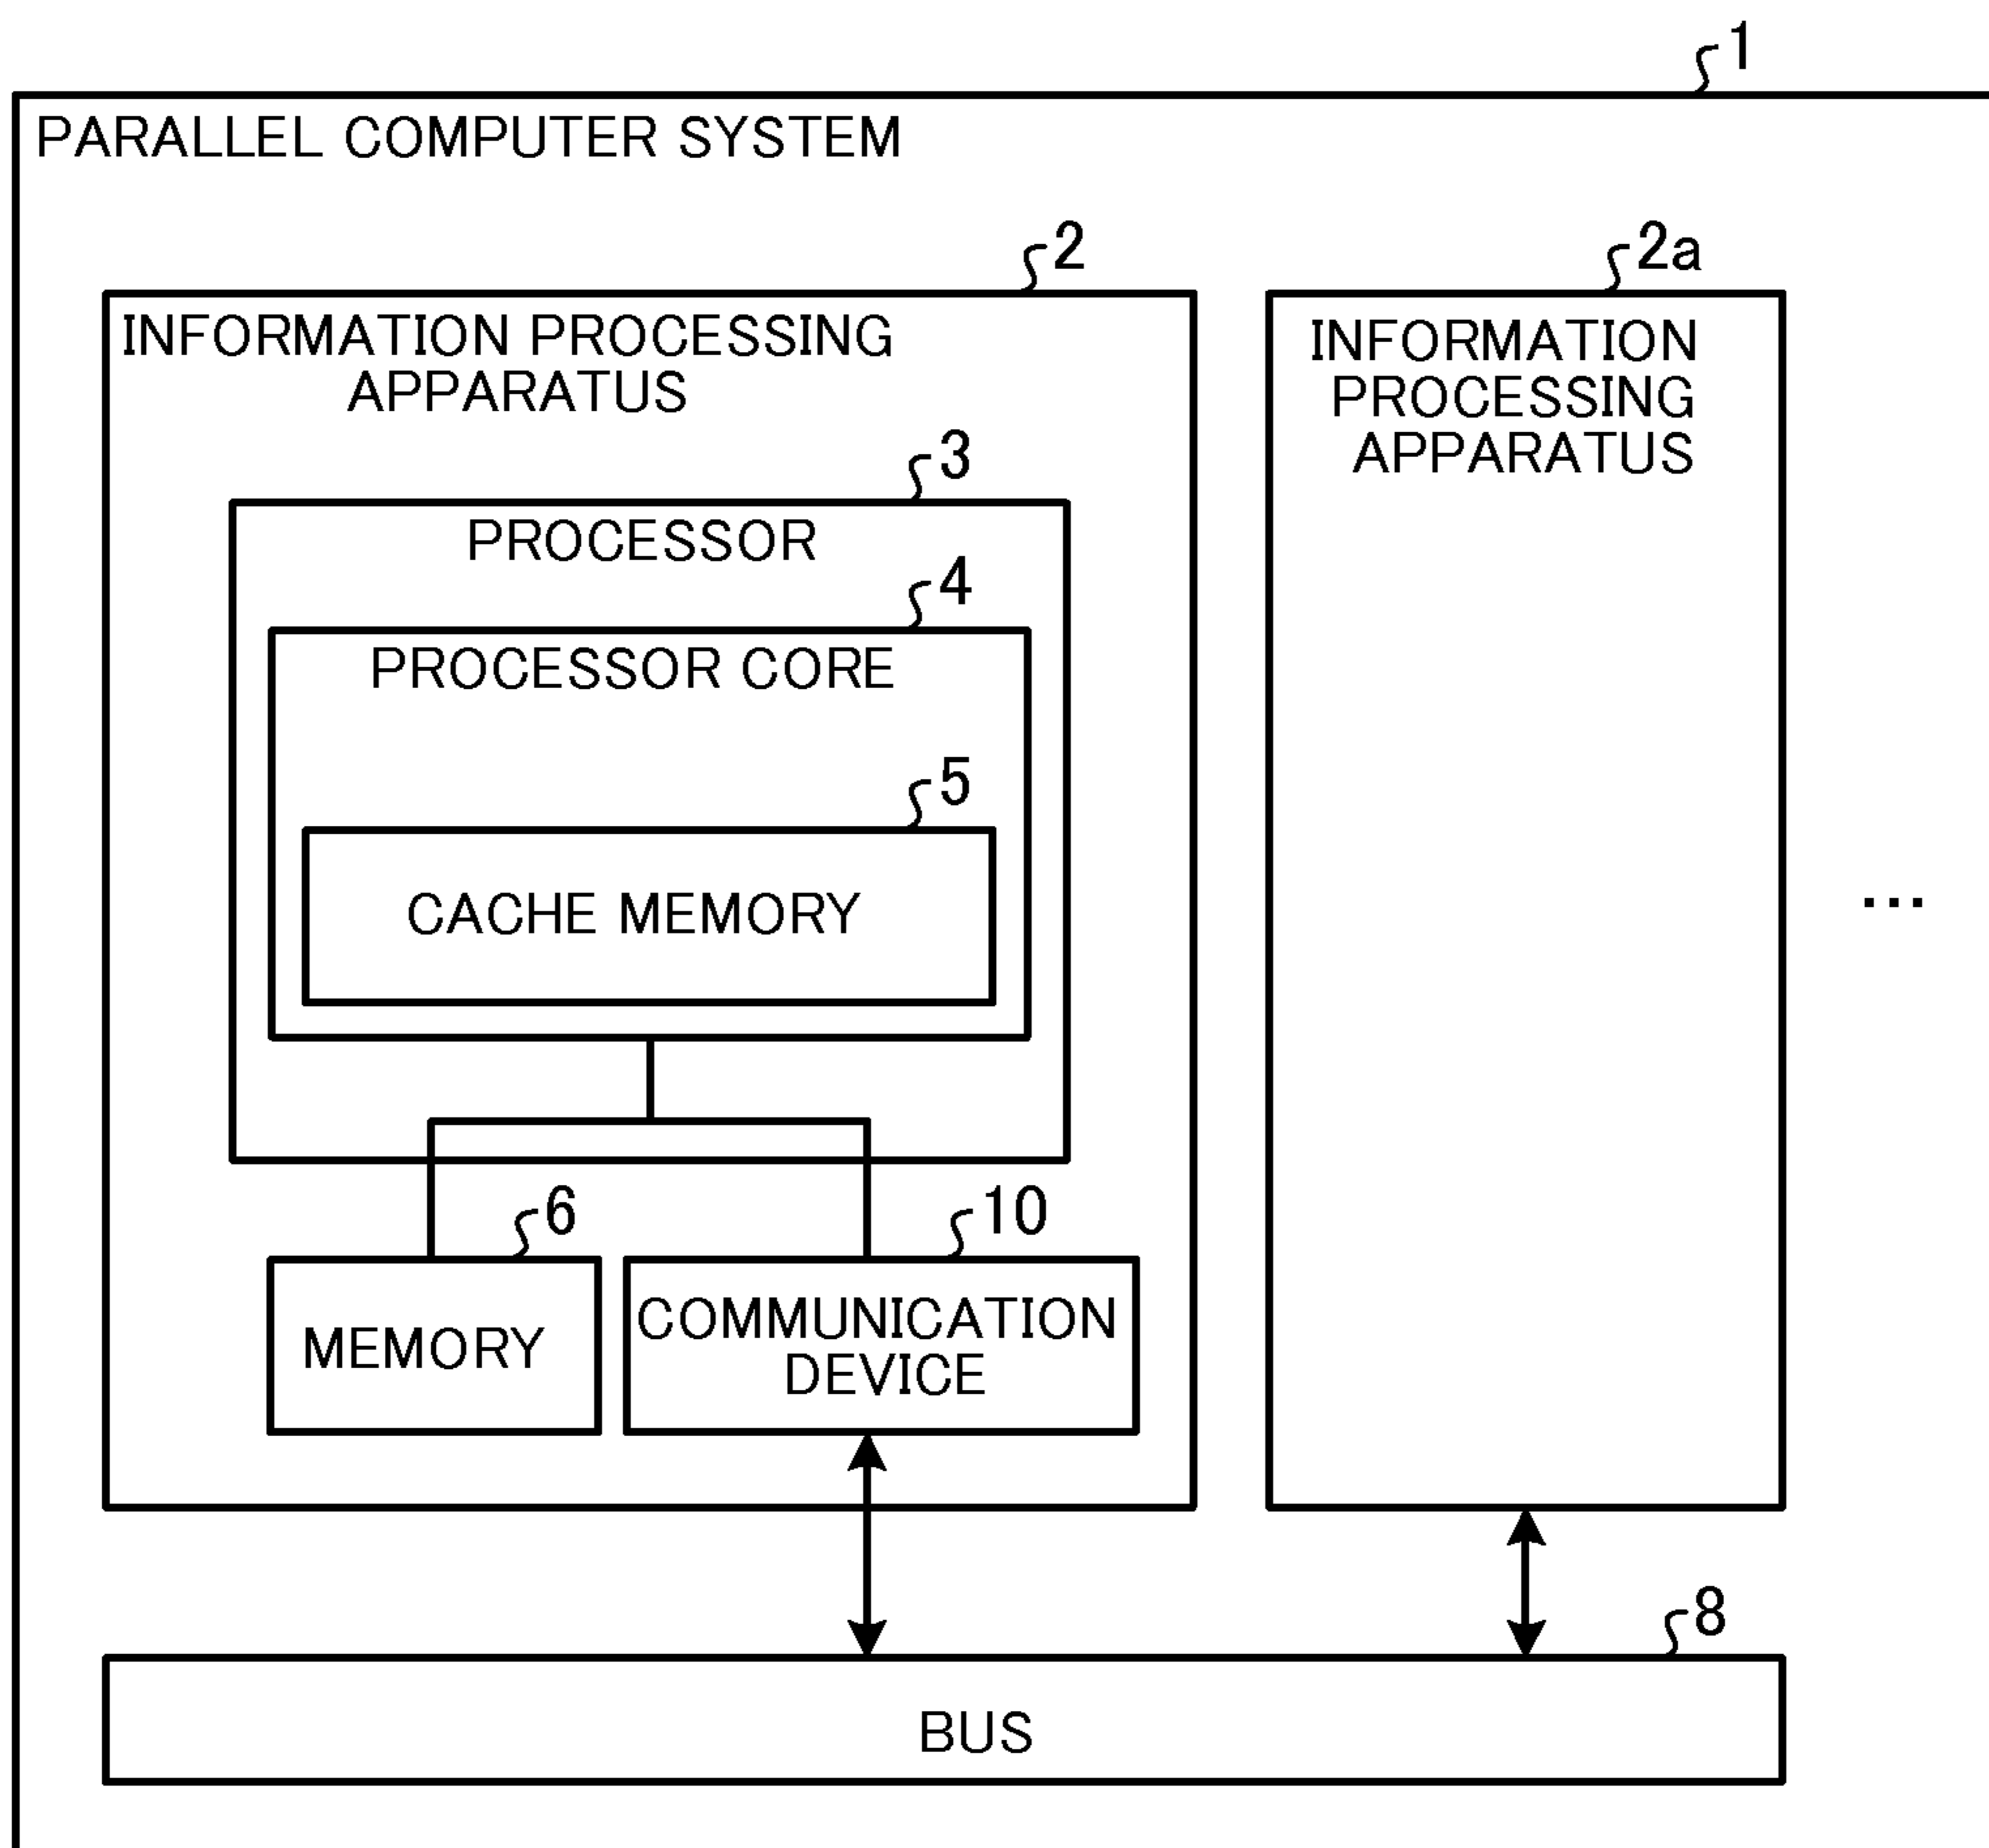 1
PARALLEL COMPUTER SYSTEM
2
INFORMATION PROCESSING
APPARATUS
3
PROCESSOR
4
PROCESSOR CORE
5
CACHE MEMORY
6
MEMORY
10
COMMUNICATION
DEVICE
2a
INFORMATION
PROCESSING
APPARATUS
...
8
BUS